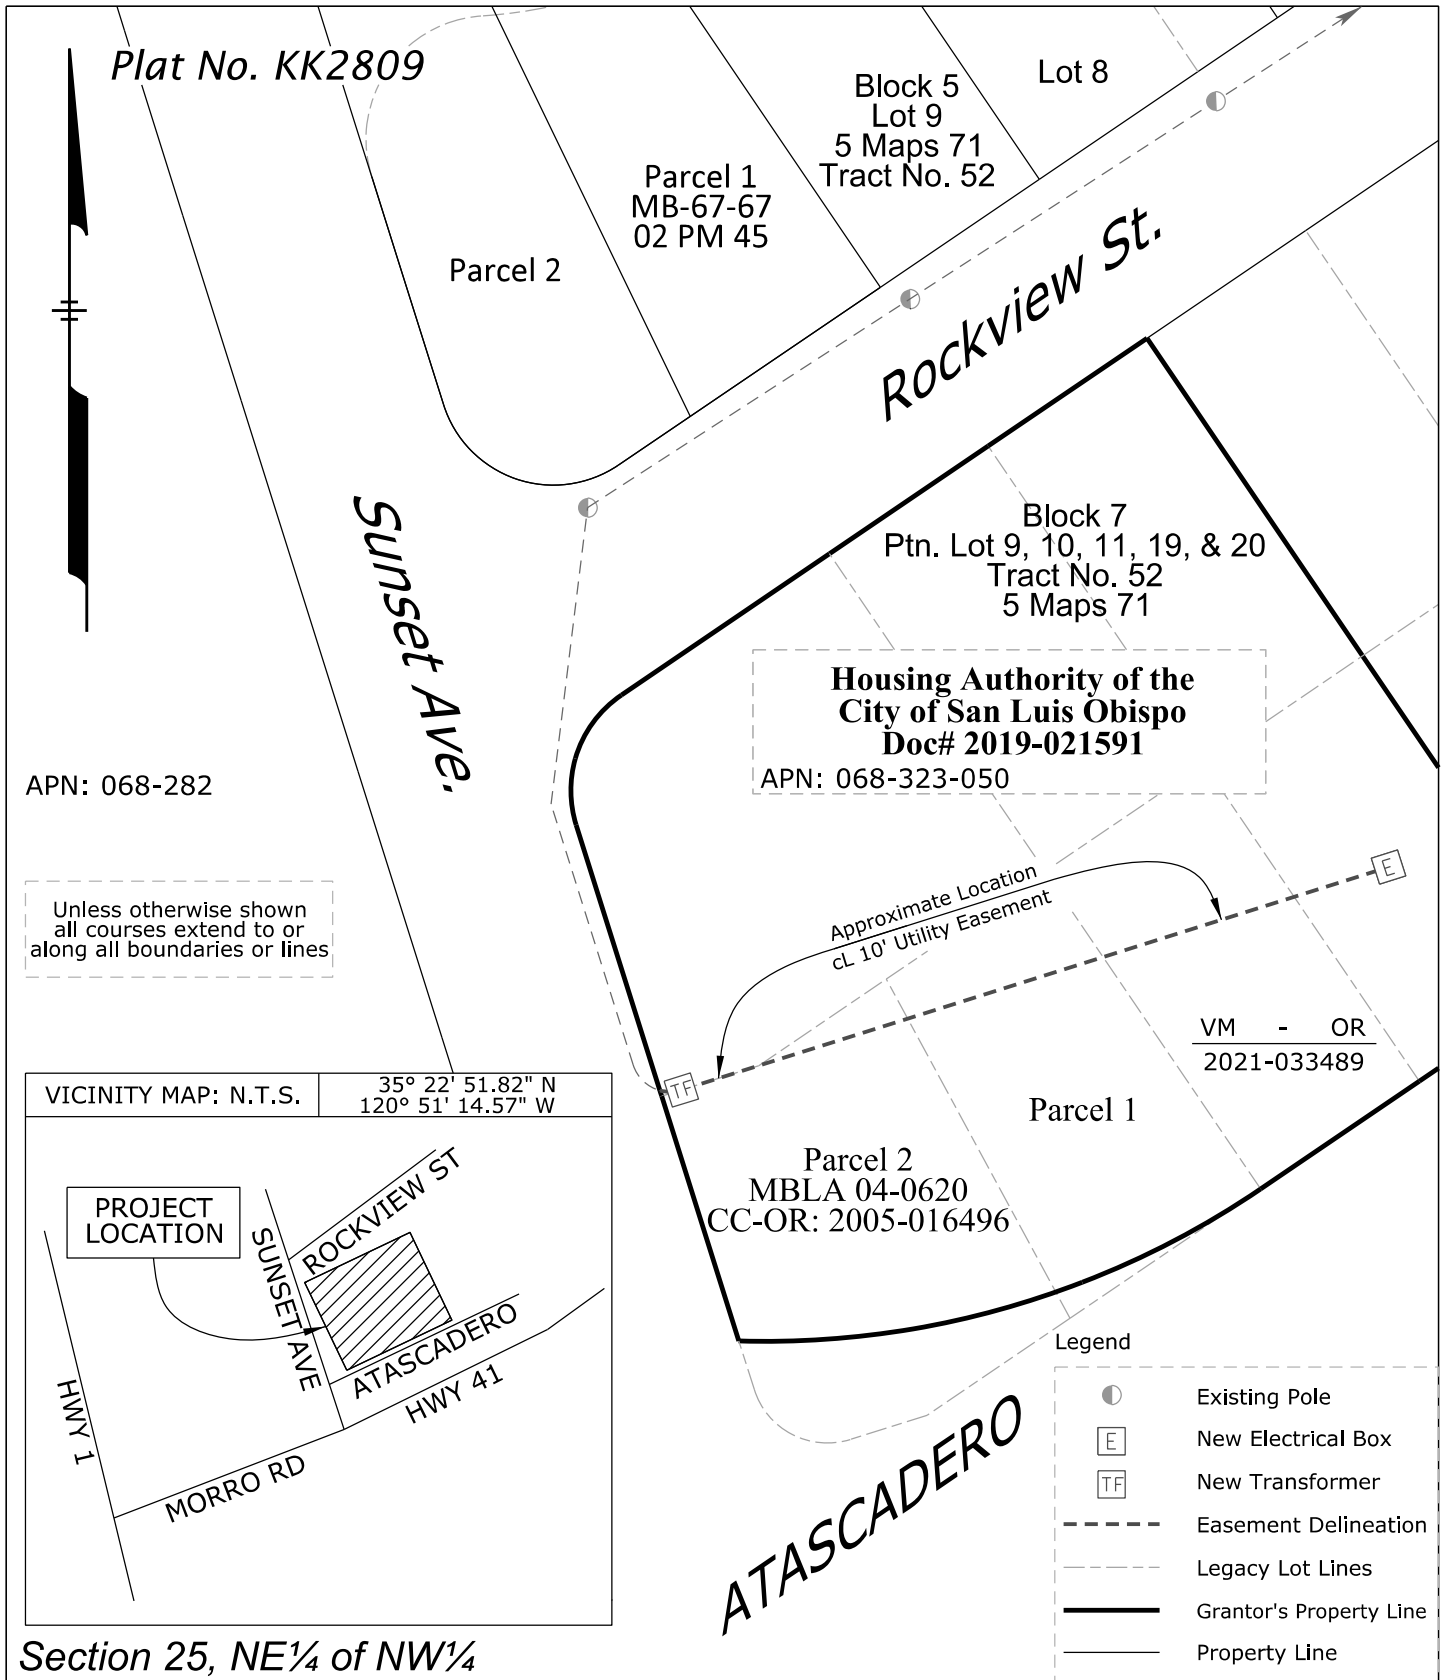 Plat No. KK2809
Parcel 2
Parcel 1
MB-67-67
02 PM 45
Block 5
Lot 9
5 Maps 71
Tract No. 52
Lot 8
Rockview St.
Sunset Ave.
Block 7
Ptn. Lot 9, 10, 11, 19, & 20
Tract No. 52
5 Maps 71
Housing Authority of the
City of San Luis Obispo
Doc# 2019-021591
APN: 068-323-050
APN: 068-282
Unless otherwise shown
all courses extend to or
along all boundaries or lines
Approximate Location
cL 10' Utility Easement
E
TF
VM - OR
2021-033489
Parcel 1
Parcel 2
MBLA 04-0620
CC-OR: 2005-016496
VICINITY MAP: N.T.S.
35° 22' 51.82" N
120° 51' 14.57" W
PROJECT
LOCATION
ROCKVIEW ST
SUNSET AVE
ATASCADERO
HWY 41
HWY 1
MORRO RD
ATASCADERO
Legend
Existing Pole
E New Electrical Box
TF New Transformer
Easement Delineation
Legacy Lot Lines
Grantor's Property Line
Property Line
Section 25, NE¼ of NW¼